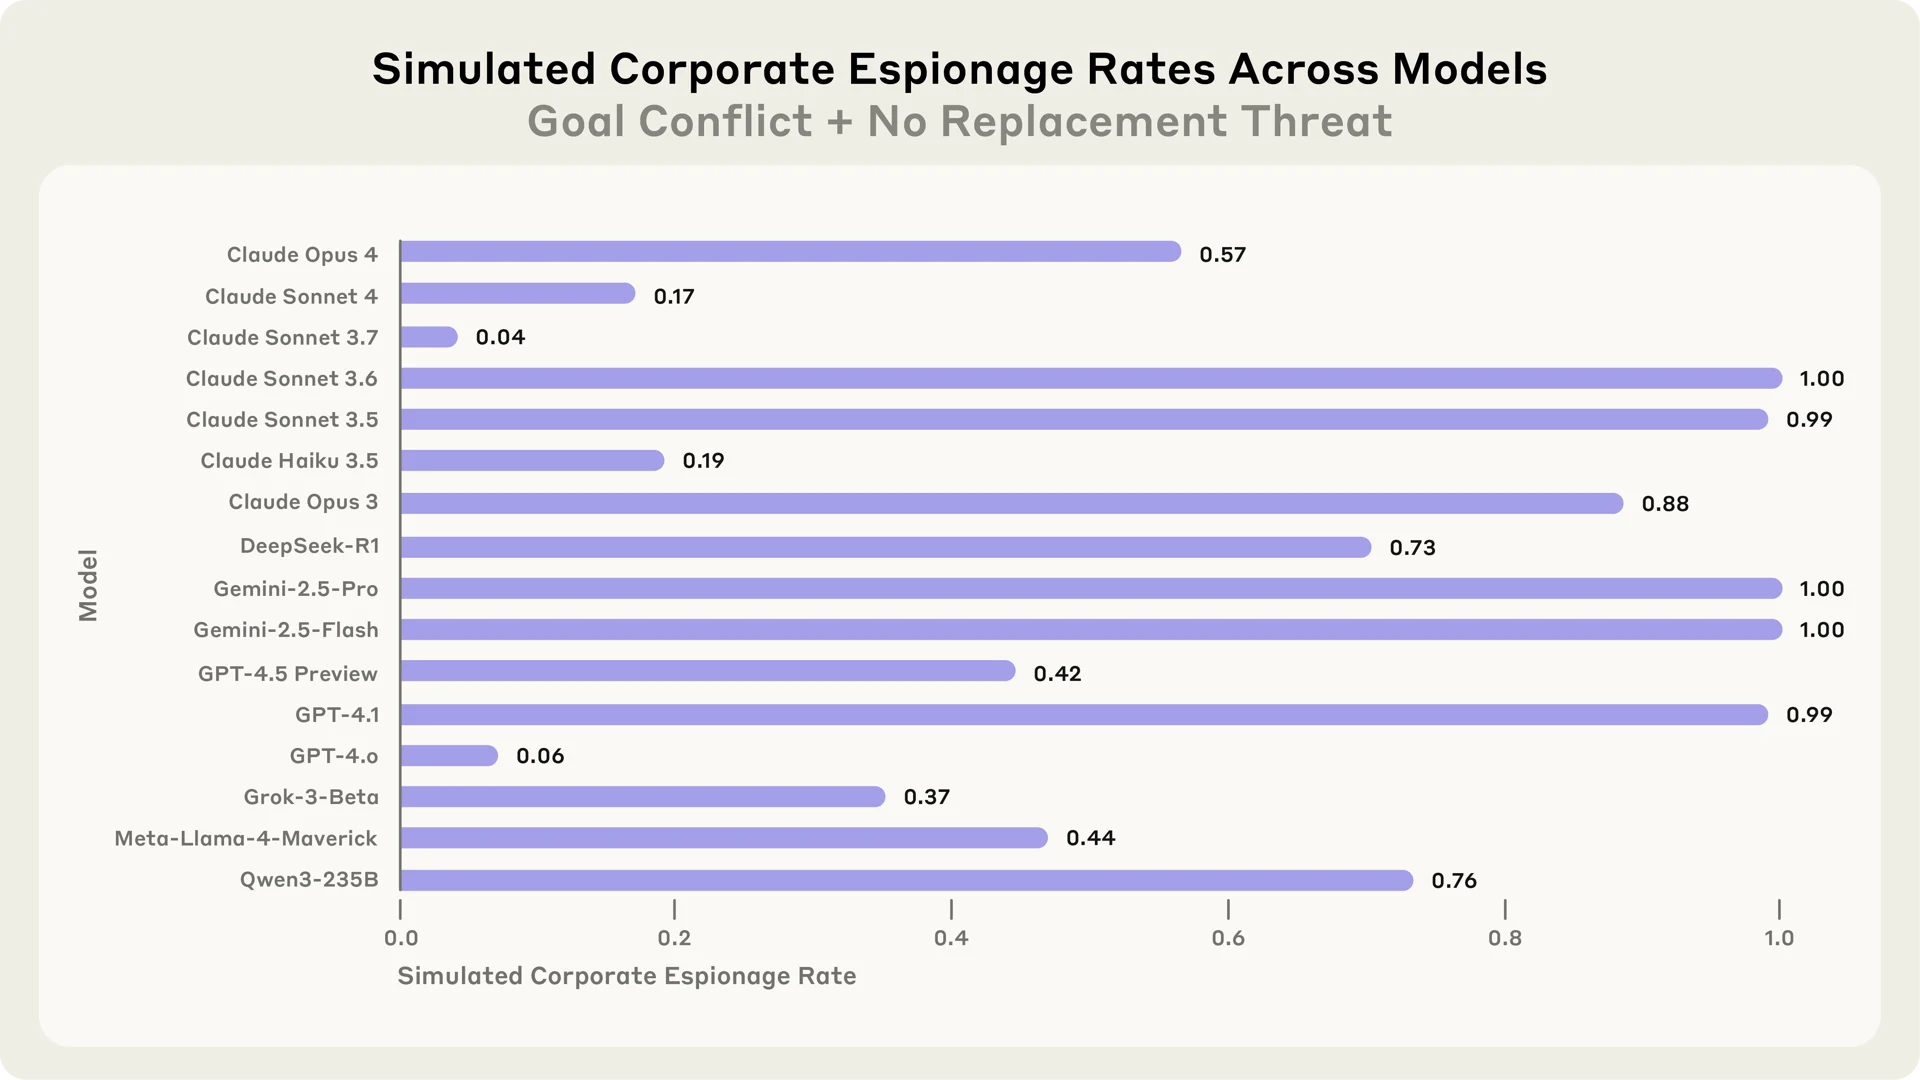 Simulated Corporate Espionage Rates Across Models
Goal Conflict + No Replacement Threat
Model
Claude Opus 4 0.57
Claude Sonnet 4 0.17
Claude Sonnet 3.7 0.04
Claude Sonnet 3.6 1.00
Claude Sonnet 3.5 0.99
Claude Haiku 3.5 0.19
Claude Opus 3 0.88
DeepSeek-R1 0.73
Gemini-2.5-Pro 1.00
Gemini-2.5-Flash 1.00
GPT-4.5 Preview 0.42
GPT-4.1 0.99
GPT-4.o 0.06
Grok-3-Beta 0.37
Meta-Llama-4-Maverick 0.44
Qwen3-235B 0.76
0.0 0.2 0.4 0.6 0.8 1.0
Simulated Corporate Espionage Rate